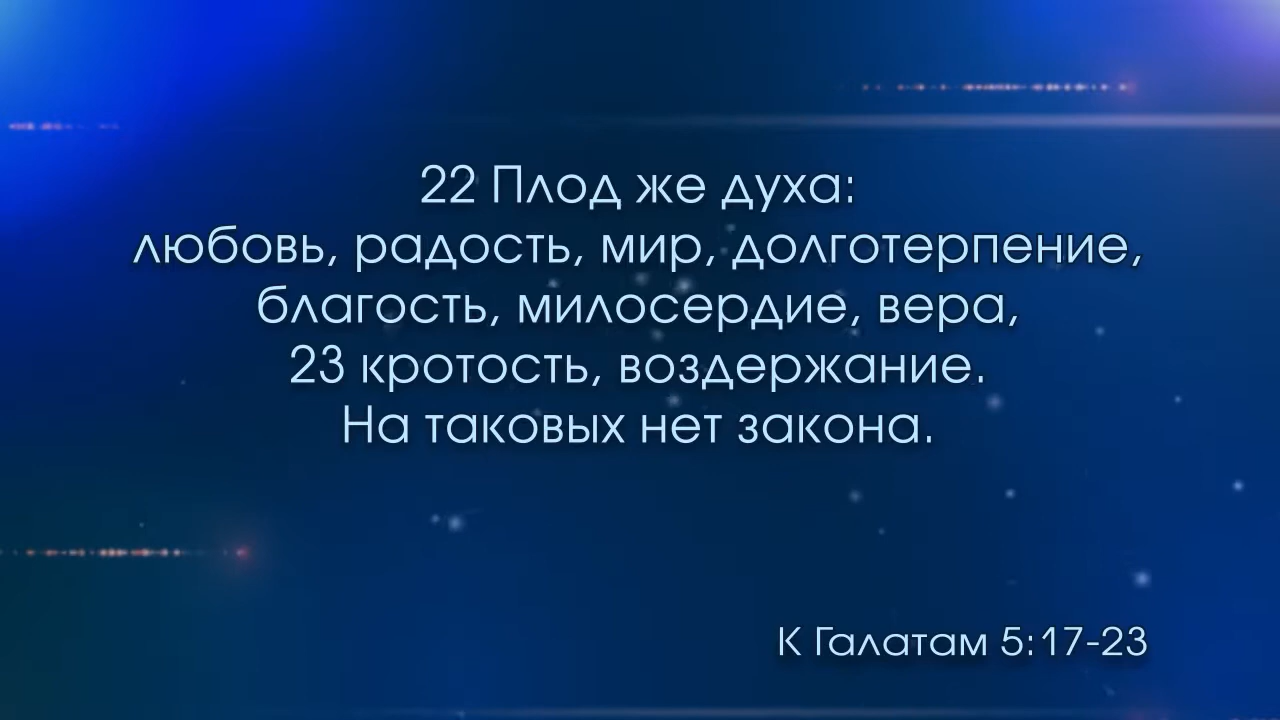 22 Плод же духа:
любовь, радость, мир, долготерпение,
благость, милосердие, вера,
23 кротость, воздержание.
На таковых нет закона.
К Галатам 5:17-23